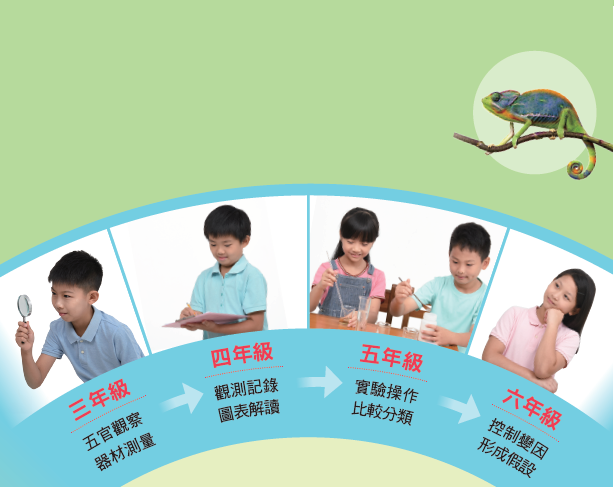 三年級
五官觀察
器材測量
四年級
觀測記錄
圖表解讀
五年級
實驗操作
比較分類
六年級
控制變因
形成假設